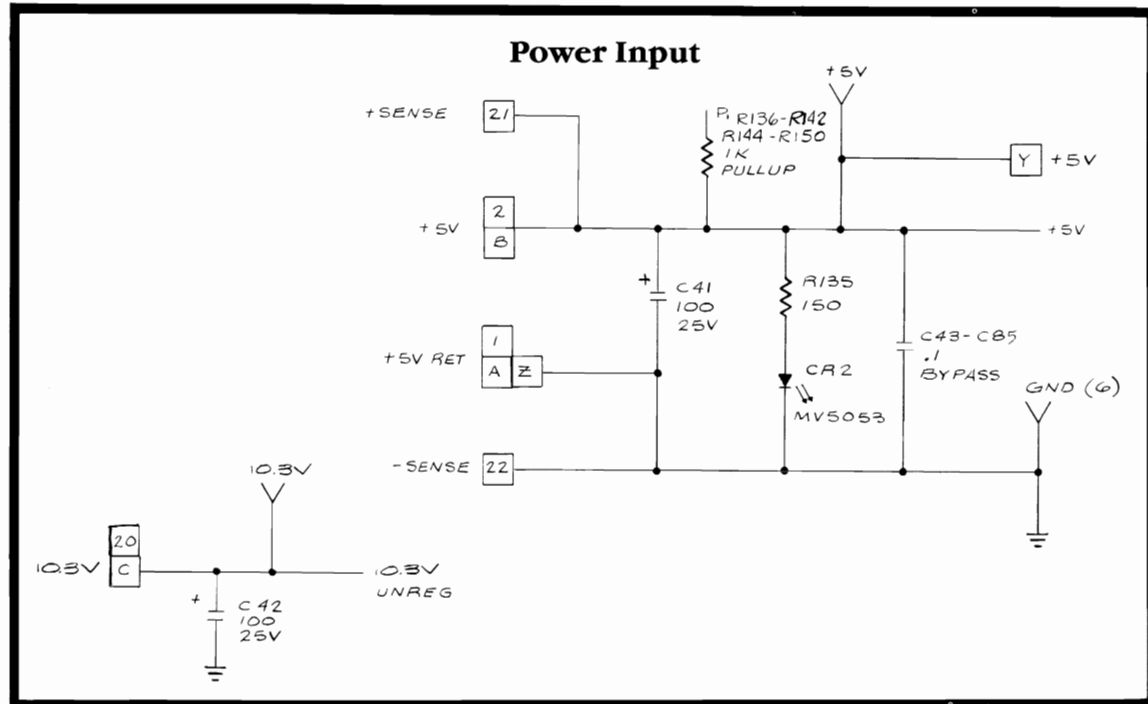 Power Input
+5V
+SENSE 21
P, R136-R142
R144-R150
1K
PULLUP
Y +5V
2
+5V
B
+5V
+ C41
100
25V
R135
150
C43-C85
.1
BYPASS
1
+5V RET
A Z
CR2
MV5053
GND (6)
-SENSE 22
10.3V
20
10.3V C
10.3V
UNREG
+ C42
100
25V